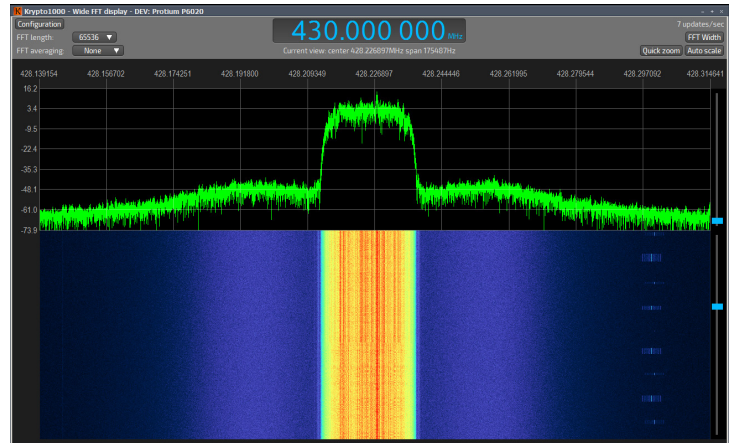 Krypto1000 - Wide FFT display - DEV: Protium P6020
Configuration
430.000 000 MHz
7 updates/sec
FFT length: 65536
FFT Width
FFT averaging: None
Current view: center 428.226897MHz span 175487Hz
Quick zoom
Auto scale
428.139154 428.156702 428.174251 428.191800 428.209349 428.226897 428.244446 428.261995 428.279544 428.297092 428.314641
16.2
3.4
-9.5
-22.4
-35.3
-48.1
-61.0
-73.9